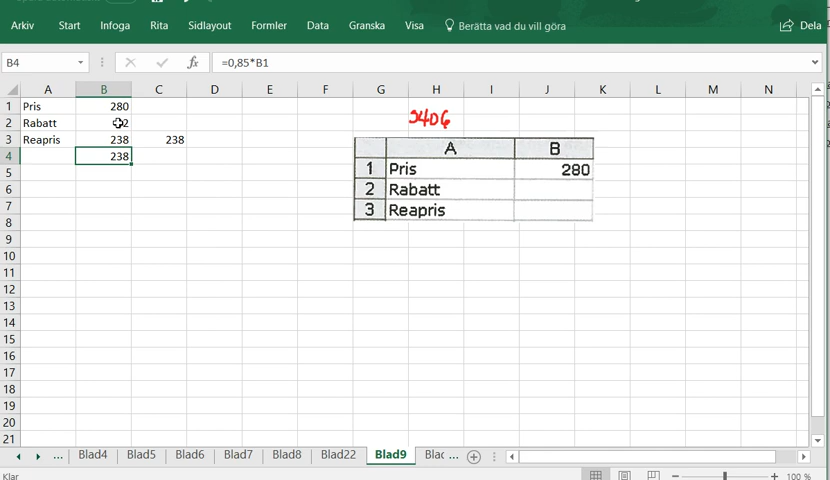 Arkiv Start Infoga Rita Sidlayout Formler Data Granska Visa Berätta vad du vill göra Dela
B4 fx =0,85*B1
A B C D E F G H I J K L M N
1 Pris 280
2 Rabatt
3 Reapris 238 238
4 238
5
6
7
8
9
10
11
12
13
14
15
16
17
18
19
20
21
A B
1 Pris 280
2 Rabatt
3 Reapris
... Blad4 Blad5 Blad6 Blad7 Blad8 Blad22 Blad9 Blac ...
Klar 100 %